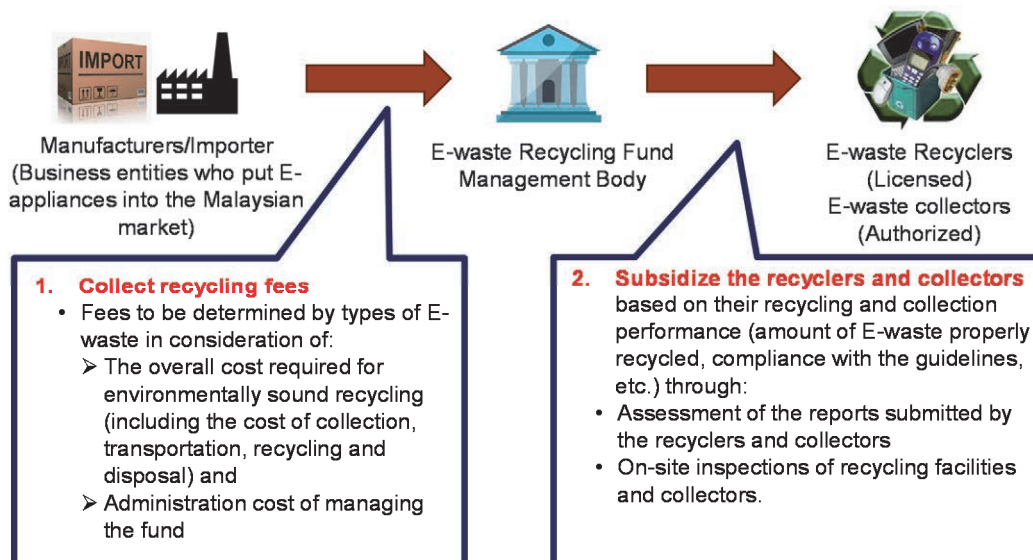 IMPORT
Manufacturers/Importer
(Business entities who put E-
appliances into the Malaysian
market)
E-waste Recycling Fund
Management Body
E-waste Recyclers
(Licensed)
E-waste collectors
(Authorized)
1. Collect recycling fees
• Fees to be determined by types of E-
waste in consideration of:
➢ The overall cost required for
environmentally sound recycling
(including the cost of collection,
transportation, recycling and
disposal) and
➢ Administration cost of managing
the fund
2. Subsidize the recyclers and collectors
based on their recycling and collection
performance (amount of E-waste properly
recycled, compliance with the guidelines,
etc.) through:
• Assessment of the reports submitted by
the recyclers and collectors
• On-site inspections of recycling facilities
and collectors.